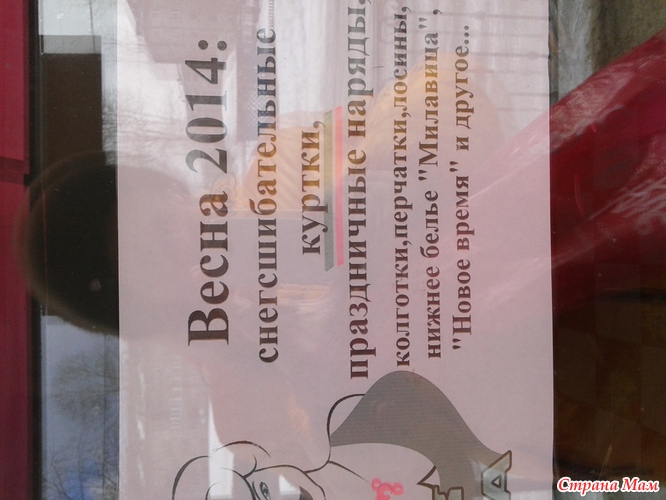 Весна 2014:
снегсшибательные
куртки,
праздничные наряды,
колготки,перчатки,лосины,
нижнее белье "Милавица",
"Новое время" и другое...
Страна Мам